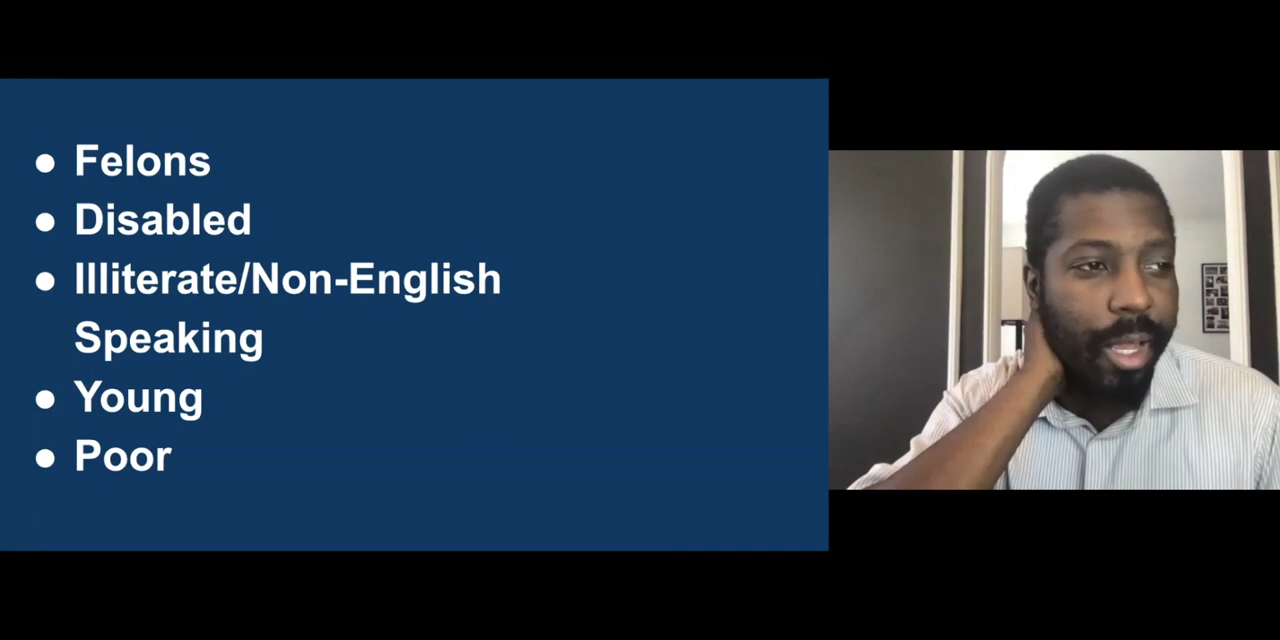 ● Felons
● Disabled
● Illiterate/Non-English
Speaking
● Young
● Poor